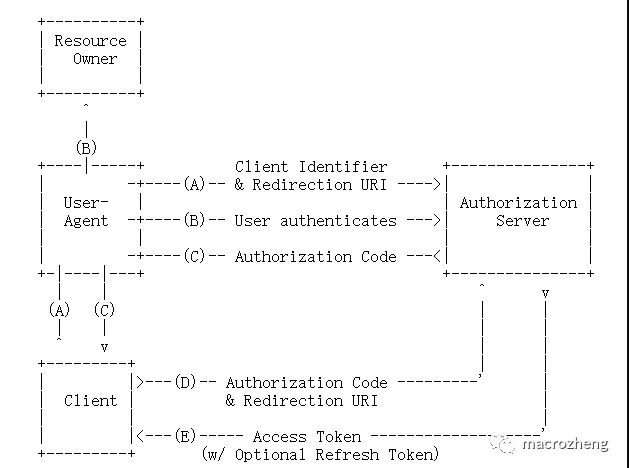 Resource
Owner
(B)
Client Identifier
(A)
& Redirection URI
User-
Agent
(B)
User authenticates
Authorization
Server
(C)
Authorization Code
(A)
(C)
v
v
Client
(D)
Authorization Code
& Redirection URI
(E)
Access Token
(w/ Optional Refresh Token)
macrozheng